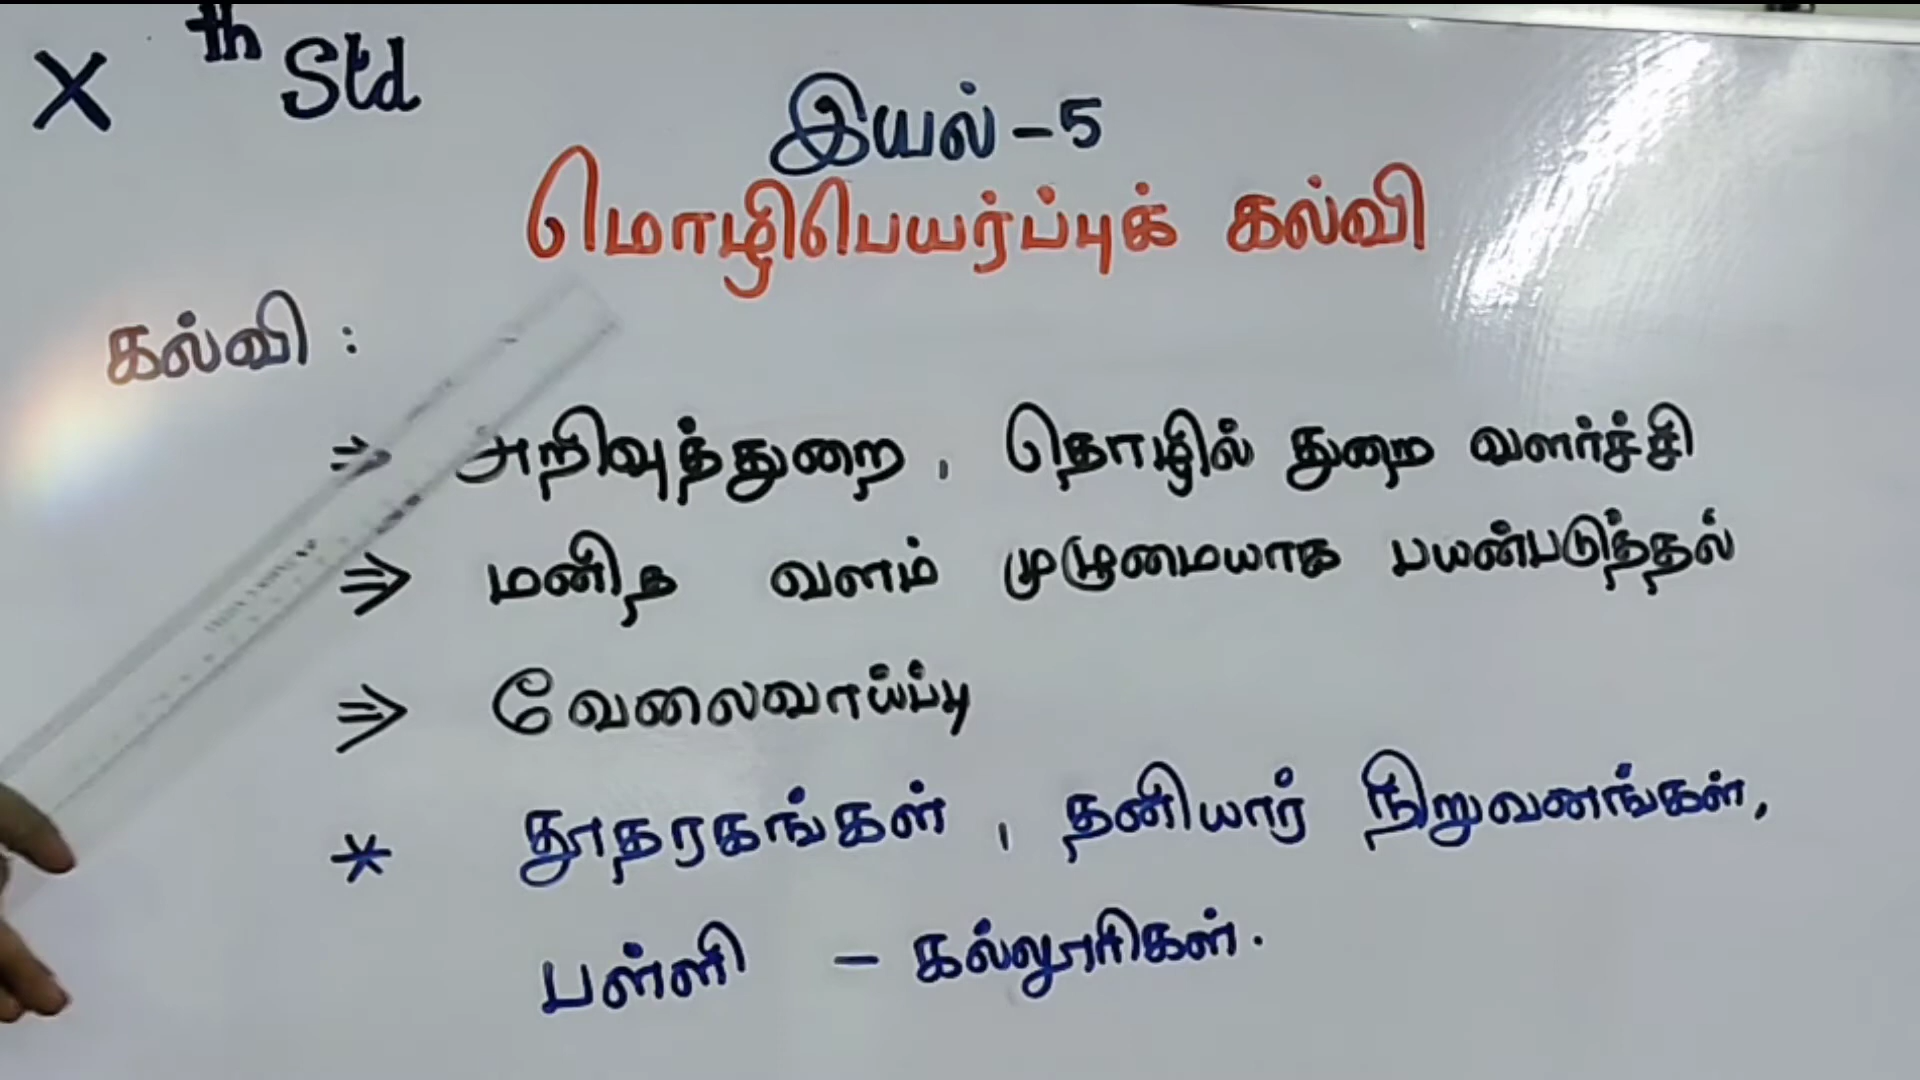 X th Std
இயல் - 5
மொழிபெயர்ப்புக் கல்வி
கல்வி :
⇒ அறிவுத்துறை, தொழில் துறை வளர்ச்சி
⇒ மனித வளம் முழுமையாக பயன்படுத்தல்
⇒ வேலைவாய்ப்பு
* தூதரகங்கள், தனியார் நிறுவனங்கள்,
பள்ளி - கல்லூரிகள்.